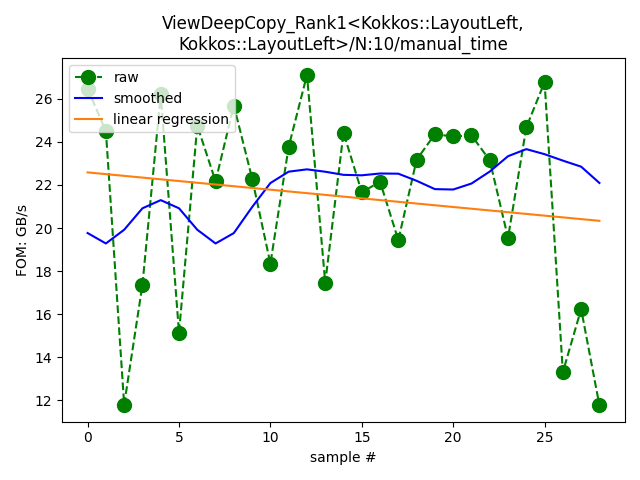 ViewDeepCopy_Rank1<Kokkos::LayoutLeft,
Kokkos::LayoutLeft>/N:10/manual_time
raw
smoothed
linear regression
FOM: GB/s
26
24
22
20
18
16
14
12
0
5
10
15
20
25
sample #